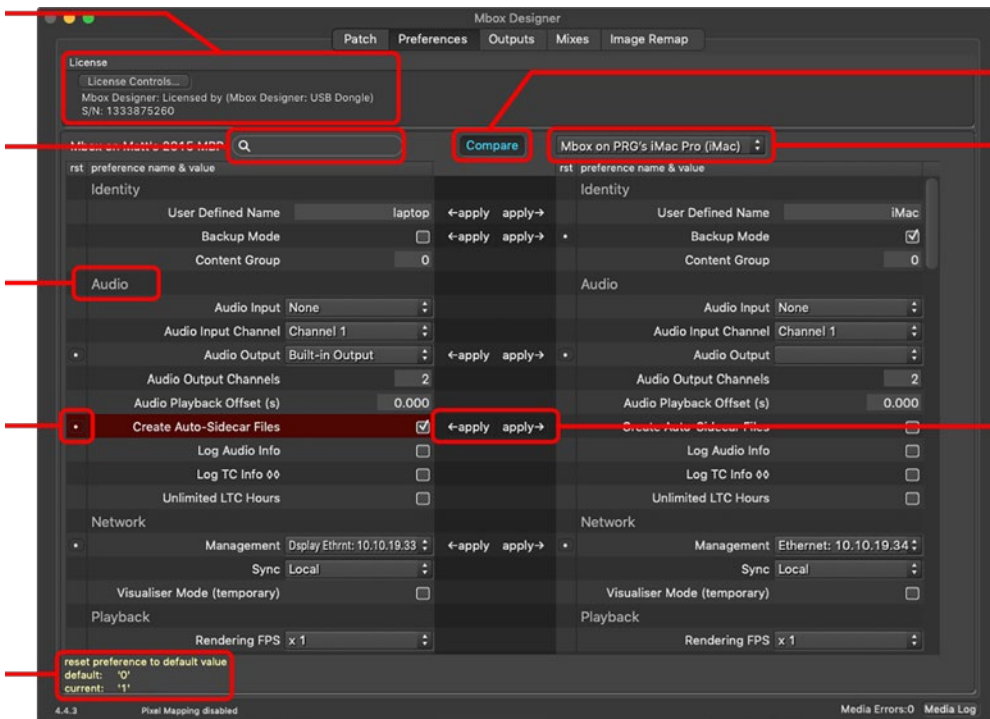 Mbox Designer
Patch Preferences Outputs Mixes Image Remap
License
License Controls...
Mbox Designer: Licensed by (Mbox Designer: USB Dongle)
S/N: 1333875260
Mbox on Matt's 2015 MBP Compare Mbox on PRG's iMac Pro (iMac)
rst preference name & value rst preference name & value
Identity Identity
User Defined Name laptop ←apply apply→ User Defined Name iMac
Backup Mode ←apply apply→ • Backup Mode
Content Group 0 Content Group 0
Audio Audio
Audio Input None Audio Input None
Audio Input Channel Channel 1 Audio Input Channel Channel 1
• Audio Output Built-in Output ←apply apply→ • Audio Output
Audio Output Channels 2 Audio Output Channels 2
Audio Playback Offset (s) 0.000 Audio Playback Offset (s) 0.000
• Create Auto-Sidecar Files ←apply apply→ Create Auto-Sidecar Files
Log Audio Info Log Audio Info
Log TC Info ◊◊ Log TC Info ◊◊
Unlimited LTC Hours Unlimited LTC Hours
Network Network
• Management Dsplay Ethrnt: 10.10.19.33 ←apply apply→ • Management Ethernet: 10.10.19.34
Sync Local Sync Local
Visualiser Mode (temporary) Visualiser Mode (temporary)
Playback Playback
Rendering FPS x 1 Rendering FPS x 1
reset preference to default value
default: '0'
current: '1'
4.4.3 Pixel Mapping disabled Media Errors:0 Media Log